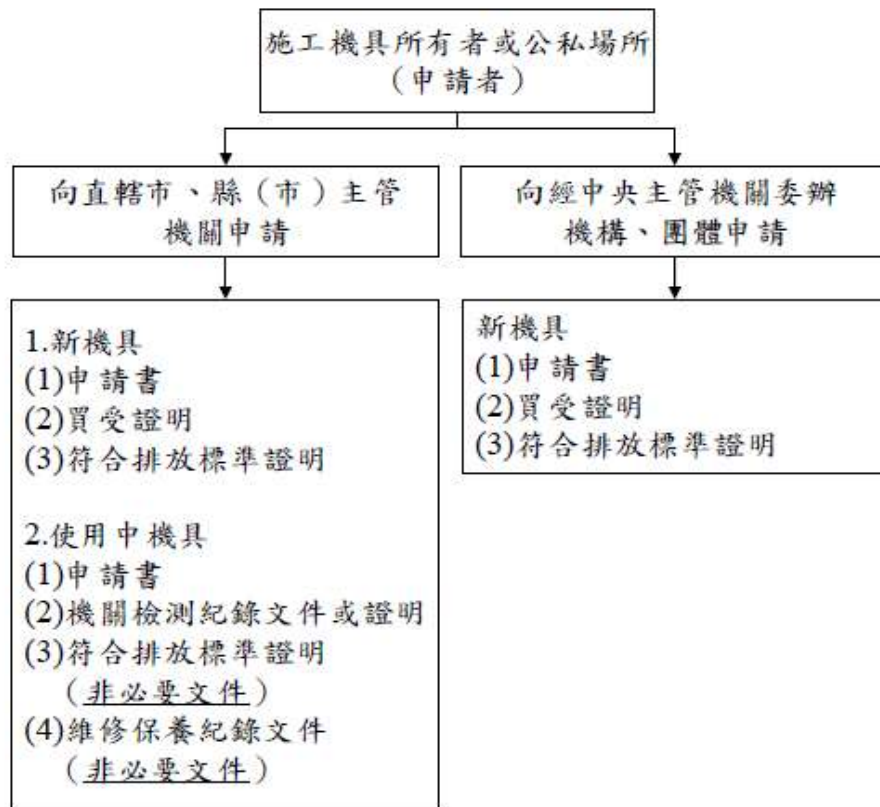 施工機具所有者或公私場所
（申請者）
向直轄市、縣（市）主管
機關申請
向經中央主管機關委辦
機構、團體申請
1.新機具
(1)申請書
(2)買受證明
(3)符合排放標準證明
2.使用中機具
(1)申請書
(2)機關檢測紀錄文件或證明
(3)符合排放標準證明
（非必要文件）
(4)維修保養紀錄文件
（非必要文件）
新機具
(1)申請書
(2)買受證明
(3)符合排放標準證明